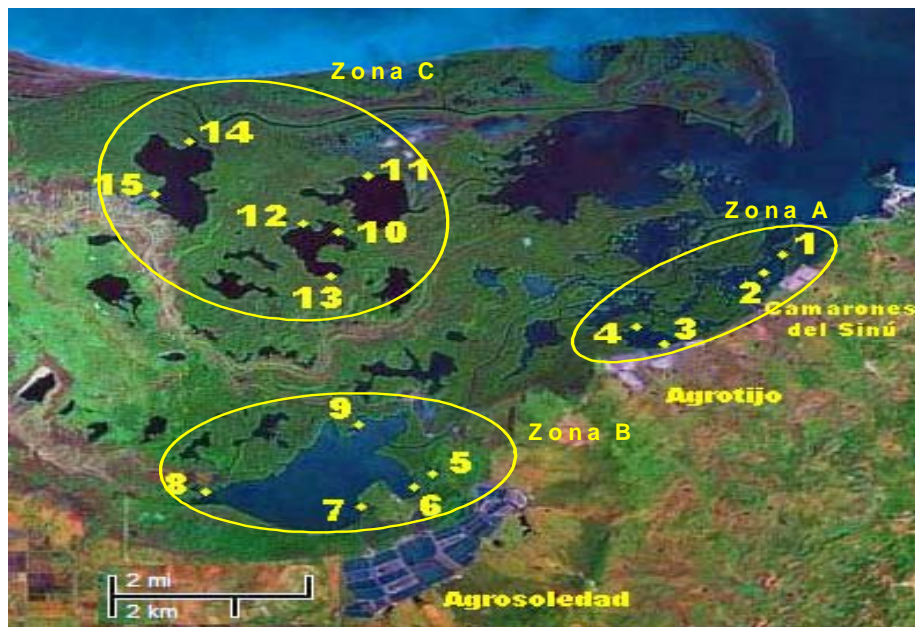 Zona C
14
11
15
12
10
13
Zona A
1
2
Camarones
del Sinú
4
3
Agrotijo
9
Zona B
5
8
7
6
2 mi
2 km
Agrosoledad